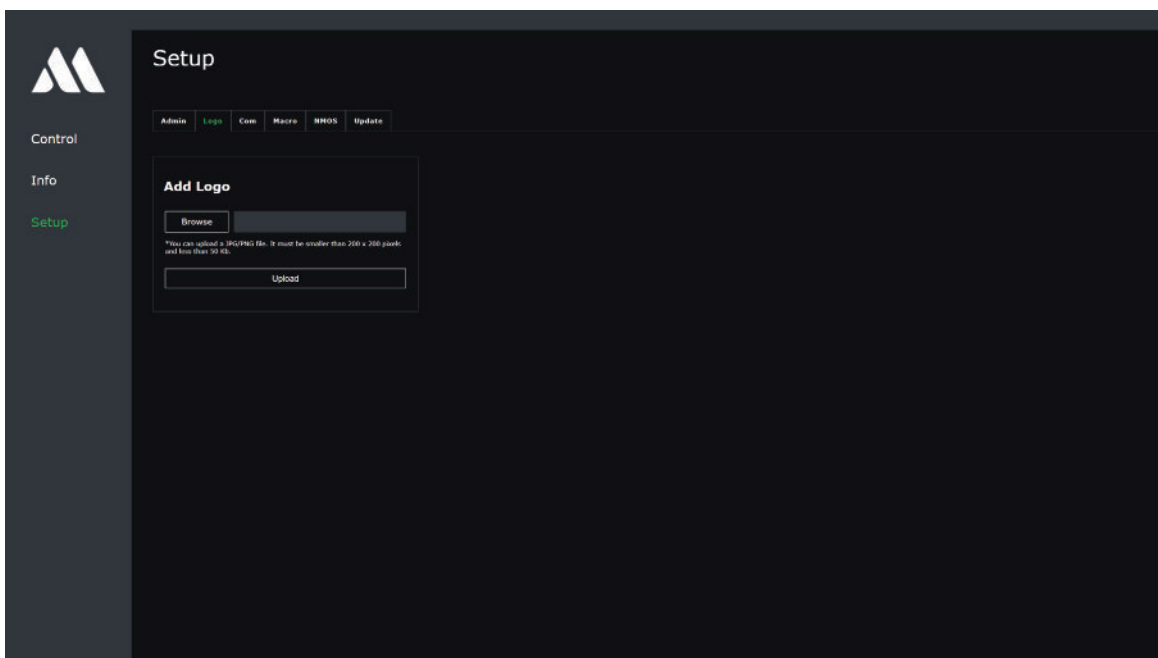 Setup
Admin Logo Com Macro NMOS Update
Control
Info
Setup
Add Logo
Browse
*You can upload a JPG/PNG file. It must be smaller than 200 x 200 pixels
and less than 50 Kb.
Upload